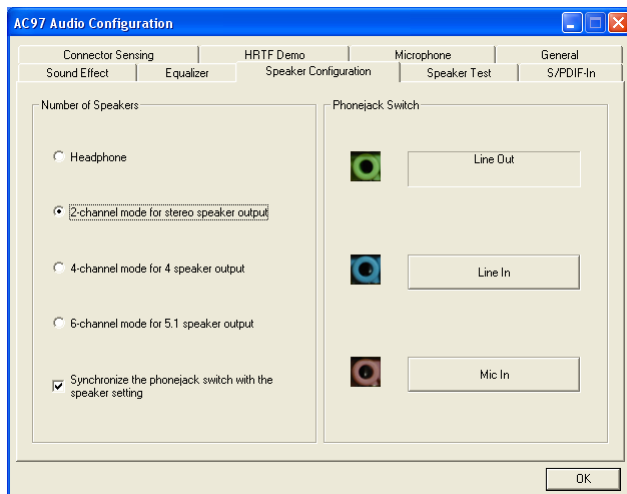 AC97 Audio Configuration
Connector Sensing
HRTF Demo
Microphone
General
Sound Effect
Equalizer
Speaker Configuration
Speaker Test
S/PDIF-In
Number of Speakers
Headphone
2-channel mode for stereo speaker output
4-channel mode for 4 speaker output
6-channel mode for 5.1 speaker output
Synchronize the phonejack switch with the
speaker setting
Phonejack Switch
Line Out
Line In
Mic In
OK